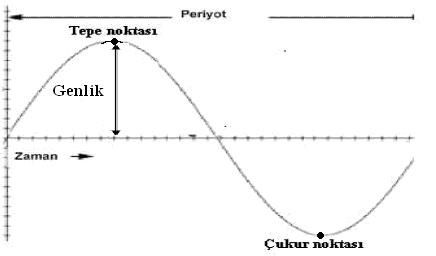 Periyot
Tepe noktası
Genlik
Zaman
Çukur noktası